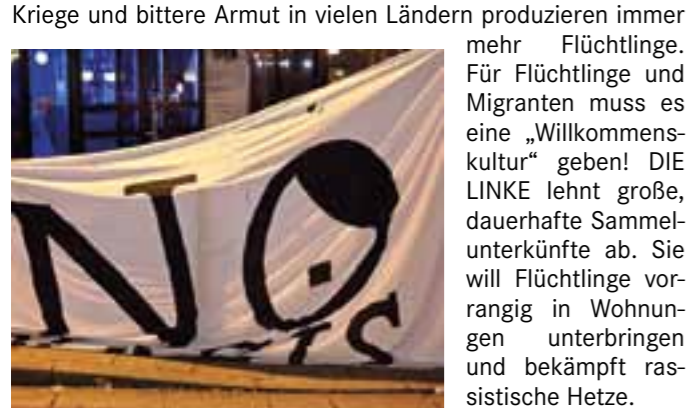 Kriege und bittere Armut in vielen Ländern produzieren immer
mehr Flüchtlinge.
Für Flüchtlinge und
Migranten muss es
eine „Willkommens-
kultur“ geben! DIE
LINKE lehnt große,
dauerhafte Sammel-
unterkünfte ab. Sie
will Flüchtlinge vor-
rangig in Wohnun-
gen unterbringen
und bekämpft ras-
sistische Hetze.
NO